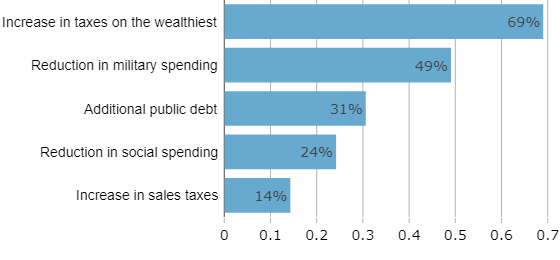 Increase in taxes on the wealthiest 69%
Reduction in military spending 49%
Additional public debt 31%
Reduction in social spending 24%
Increase in sales taxes 14%
0 0.1 0.2 0.3 0.4 0.5 0.6 0.7